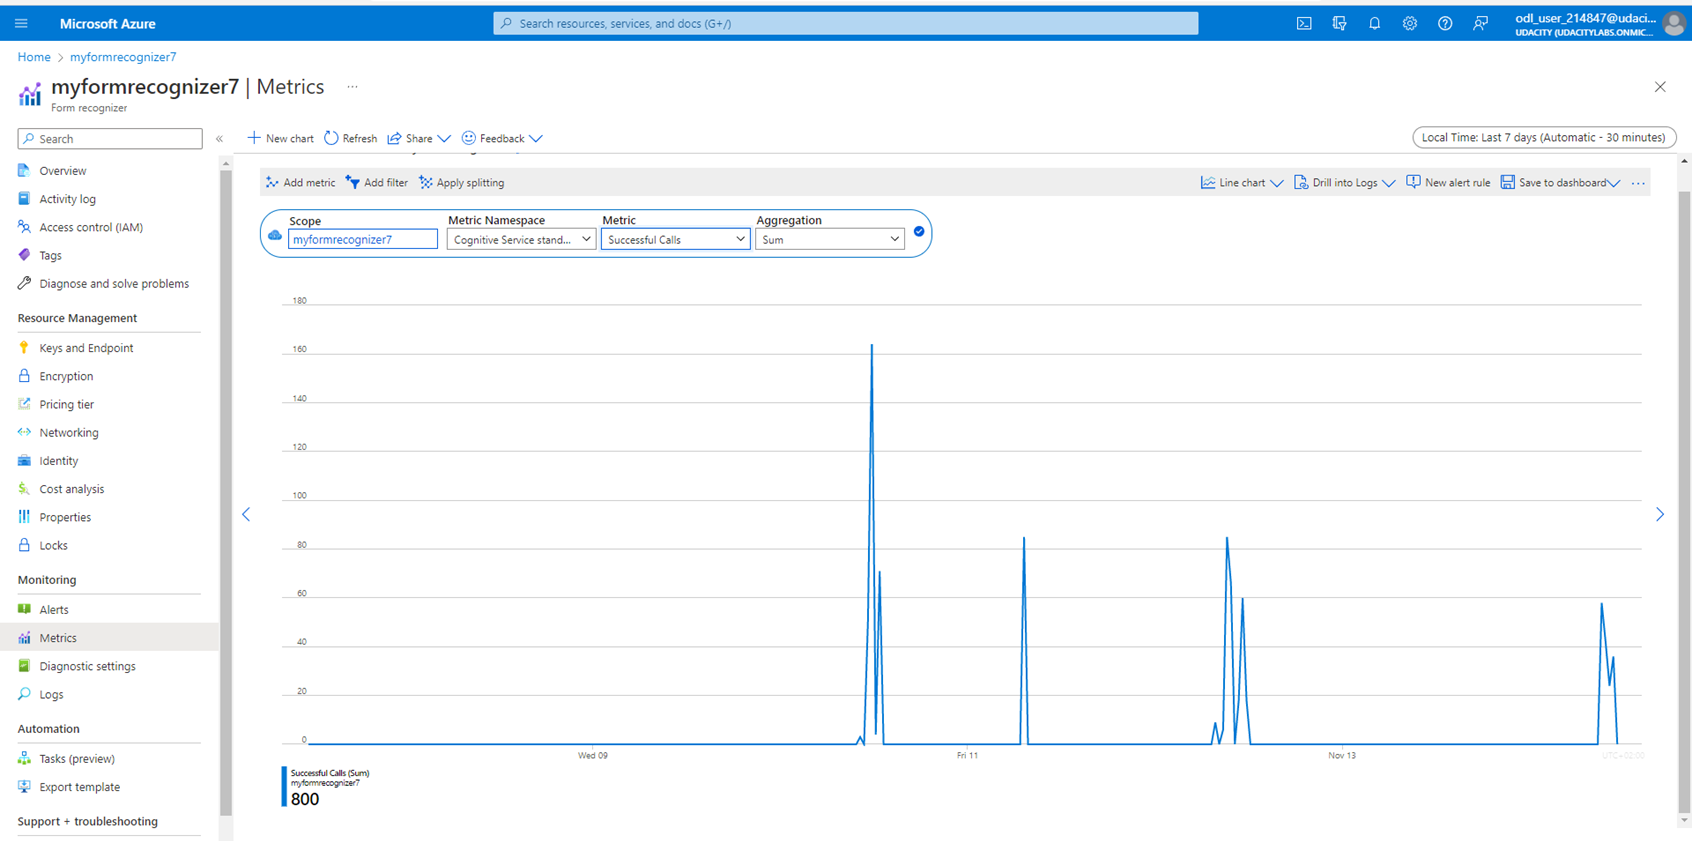 Microsoft Azure
Search resources, services, and docs (G+/)
odl_user_214847@udaci...
UDACITY (UDACITYLABS.ONMIC...
Home > myformrecognizer7
myformrecognizer7 | Metrics ...
Form recognizer
Search
«
New chart Refresh Share Feedback
Local Time: Last 7 days (Automatic - 30 minutes)
Overview
Activity log
Access control (IAM)
Tags
Diagnose and solve problems
Resource Management
Keys and Endpoint
Encryption
Pricing tier
Networking
Identity
Cost analysis
Properties
Locks
Monitoring
Alerts
Metrics
Diagnostic settings
Logs
Automation
Tasks (preview)
Export template
Support + troubleshooting
Add metric Add filter Apply splitting
Line chart Drill into Logs New alert rule Save to dashboard ...
Scope Metric Namespace Metric Aggregation
myformrecognizer7 Cognitive Service stand... Successful Calls Sum
180
160
140
120
100
80
60
40
20
0
Wed 09 Fri 11 Nov 13 UTC+02:00
Successful Calls (Sum)
myformrecognizer7
800